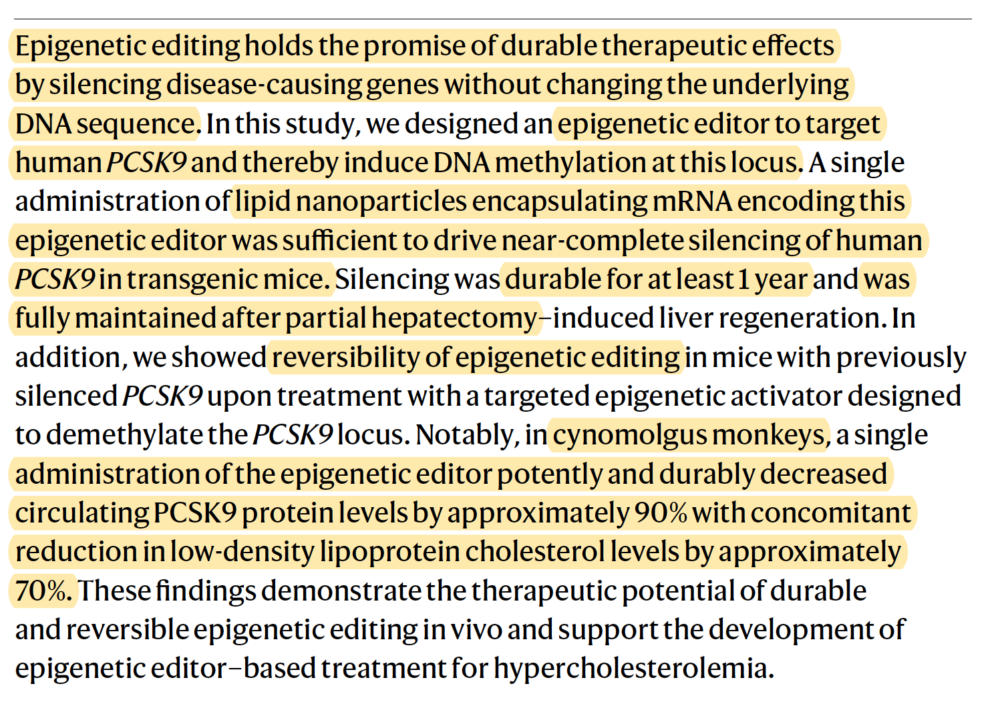 Epigenetic editing holds the promise of durable therapeutic effects
by silencing disease-causing genes without changing the underlying
DNA sequence. In this study, we designed an epigenetic editor to target
human PCSK9 and thereby induce DNA methylation at this locus. A single
administration of lipid nanoparticles encapsulating mRNA encoding this
epigenetic editor was sufficient to drive near-complete silencing of human
PCSK9 in transgenic mice. Silencing was durable for at least 1 year and was
fully maintained after partial hepatectomy–induced liver regeneration. In
addition, we showed reversibility of epigenetic editing in mice with previously
silenced PCSK9 upon treatment with a targeted epigenetic activator designed
to demethylate the PCSK9 locus. Notably, in cynomolgus monkeys, a single
administration of the epigenetic editor potently and durably decreased
circulating PCSK9 protein levels by approximately 90% with concomitant
reduction in low-density lipoprotein cholesterol levels by approximately
70%. These findings demonstrate the therapeutic potential of durable
and reversible epigenetic editing in vivo and support the development of
epigenetic editor–based treatment for hypercholesterolemia.